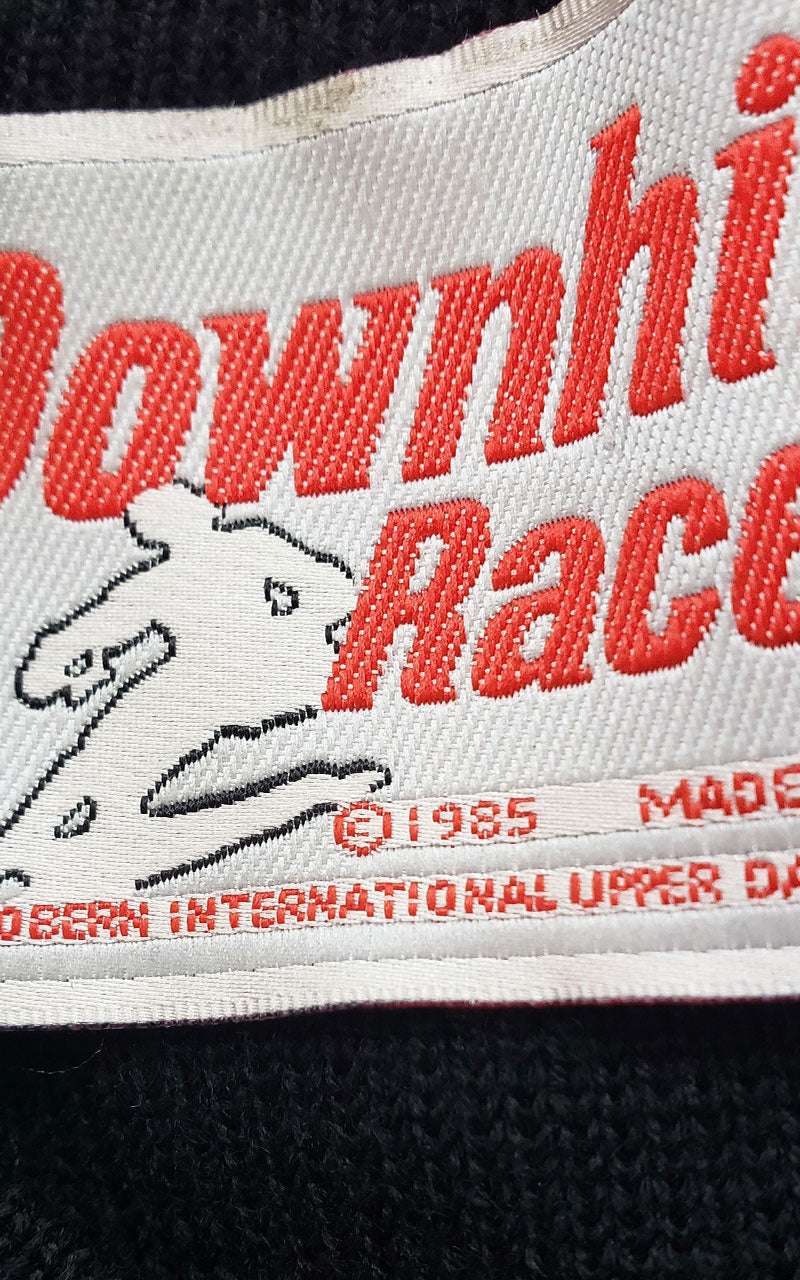 Downhi
Race
©1985 MADE
OBERN INTERNATIONAL UPPER DA